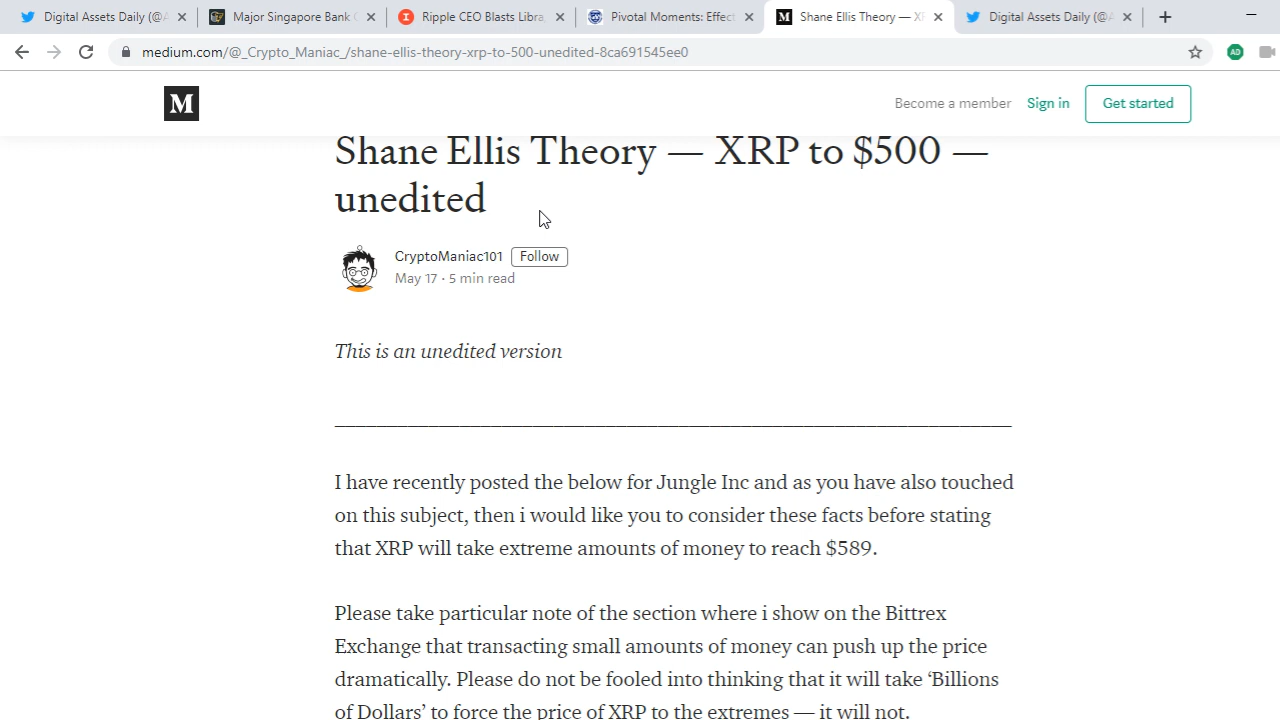 Digital Assets Daily (@A
Major Singapore Bank
Ripple CEO Blasts Libra
Pivotal Moments: Effect
Shane Ellis Theory — XR
Digital Assets Daily (@A
medium.com/@_Crypto_Maniac_/shane-ellis-theory-xrp-to-500-unedited-8ca691545ee0
AD
M
Become a member
Sign in
Get started
Shane Ellis Theory — XRP to $500 —
unedited
CryptoManiac101 Follow
May 17 · 5 min read
This is an unedited version
I have recently posted the below for Jungle Inc and as you have also touched
on this subject, then i would like you to consider these facts before stating
that XRP will take extreme amounts of money to reach $589.
Please take particular note of the section where i show on the Bittrex
Exchange that transacting small amounts of money can push up the price
dramatically. Please do not be fooled into thinking that it will take ‘Billions
of Dollars’ to force the price of XRP to the extremes — it will not.